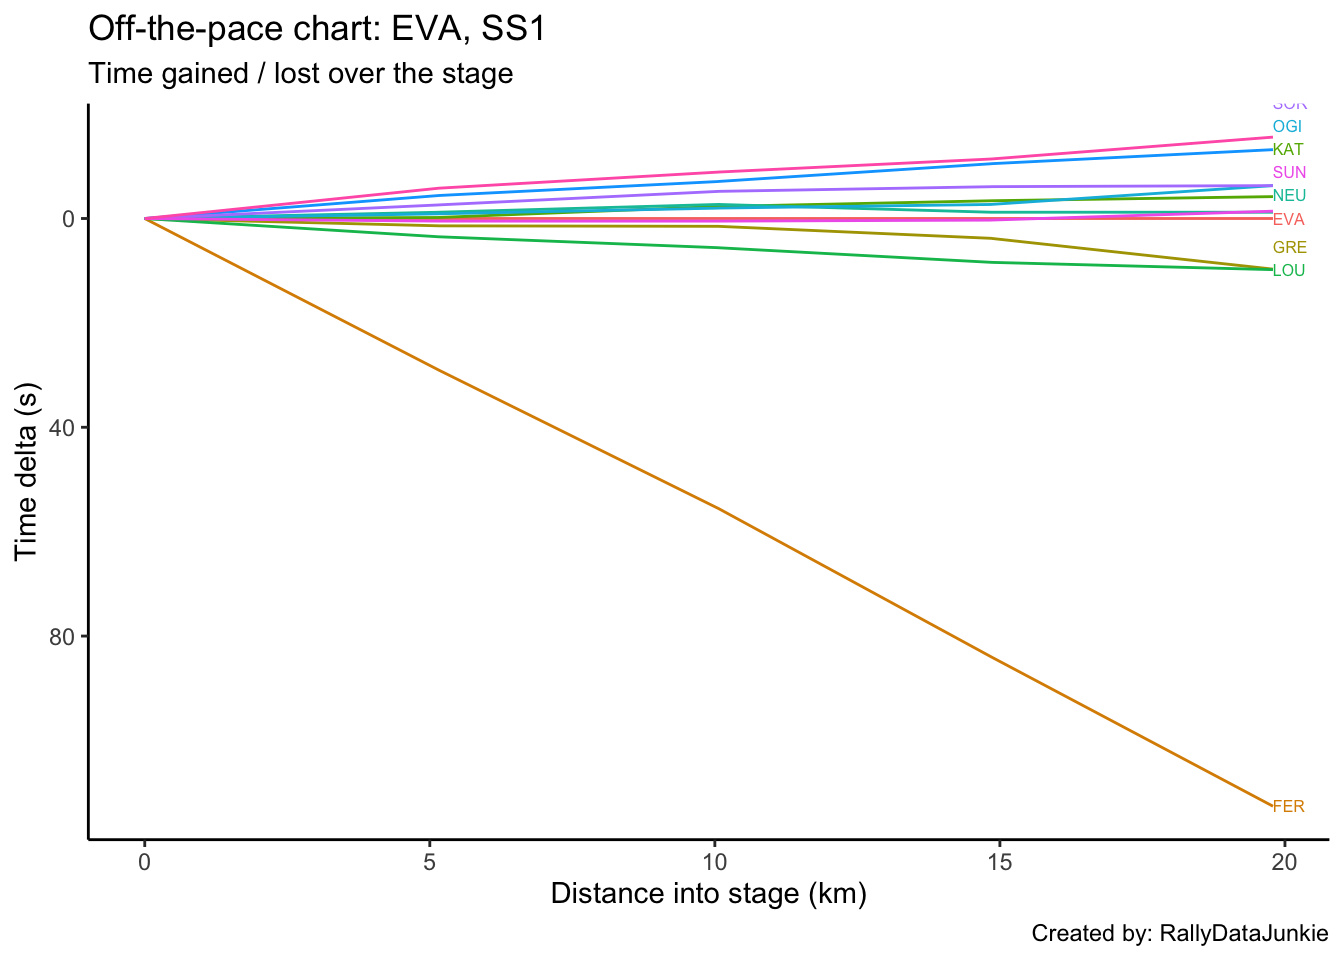 Off-the-pace chart: EVA, SS1
Time gained / lost over the stage
SOR
OGI
KAT
SUN
NEU
EVA
GRE
LOU
FER
0
40
80
Time delta (s)
0 5 10 15 20
Distance into stage (km)
Created by: RallyDataJunkie